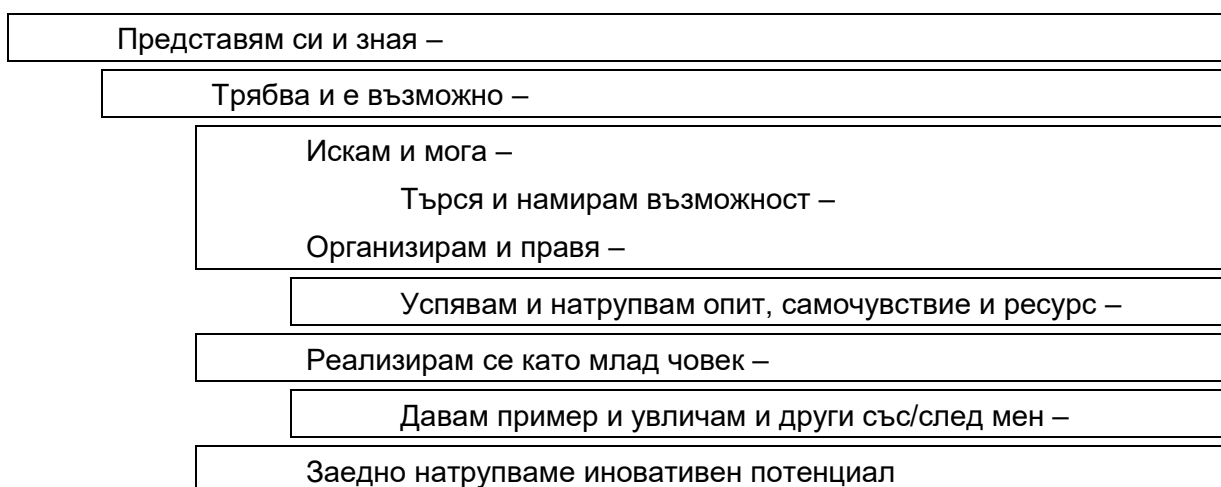 Представям си и зная –
Трябва и е възможно –
Искам и мога –
Търся и намирам възможност –
Организирам и правя –
Успявам и натрупвам опит, самочувствие и ресурс –
Реализирам се като млад човек –
Давам пример и увличам и други със/след мен –
Заедно натрупваме иновативен потенциал